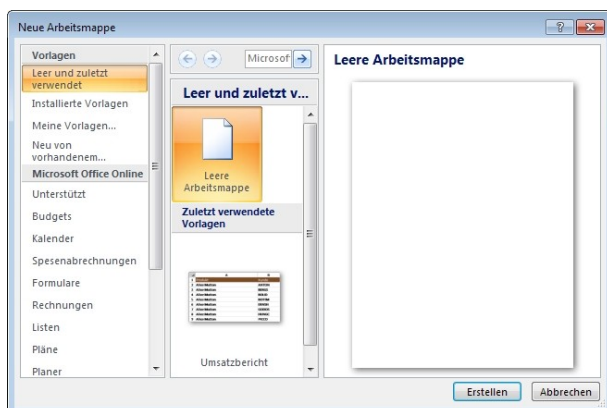 Neue Arbeitsmappe
Vorlagen
Leer und zuletzt
verwendet
Installierte Vorlagen
Meine Vorlagen...
Neu von
vorhandenem...
Microsoft Office Online
Unterstützt
Budgets
Kalender
Spesenabrechnungen
Formulare
Rechnungen
Listen
Pläne
Planer
Microsof
Leer und zuletzt v...
Leere
Arbeitsmappe
Zuletzt verwendete
Vorlagen
Umsatzbericht
Leere Arbeitsmappe
Erstellen
Abbrechen